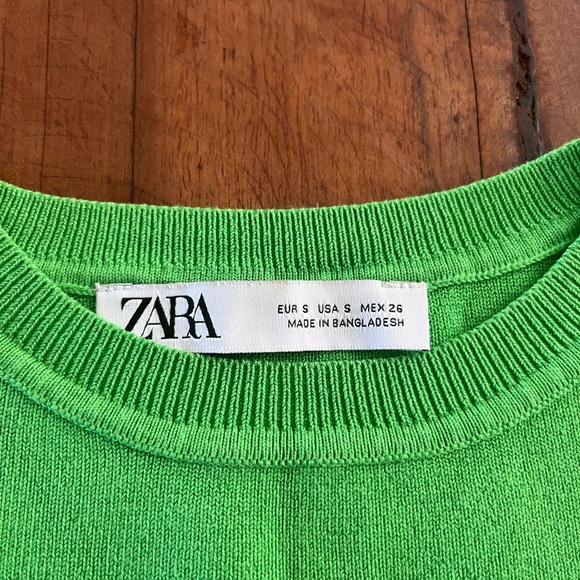 ZARA
EUR S USA S MEX 26
MADE IN BANGLADESH